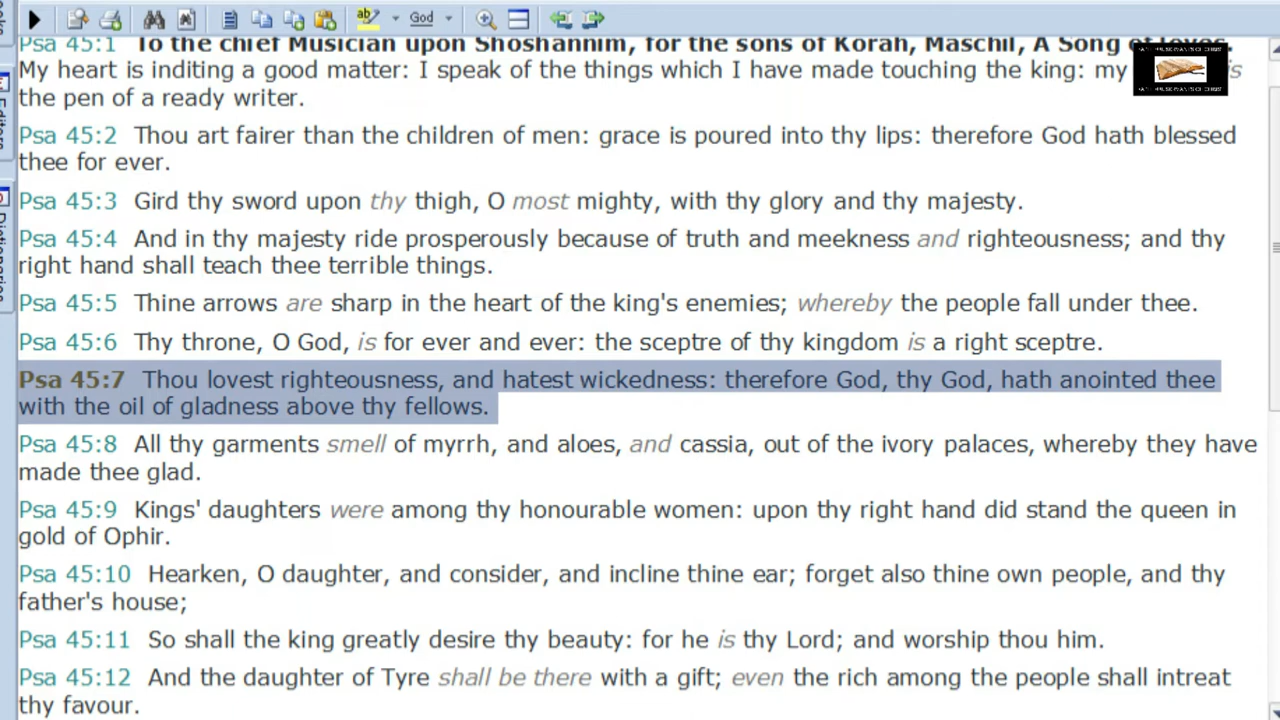 God
Psa 45:1 To the chief Musician upon Shoshannim, for the sons of Korah, Maschil, A Song of loves.
My heart is inditing a good matter: I speak of the things which I have made touching the king: my is
the pen of a ready writer.
Psa 45:2 Thou art fairer than the children of men: grace is poured into thy lips: therefore God hath blessed
thee for ever.
Psa 45:3 Gird thy sword upon thy thigh, O most mighty, with thy glory and thy majesty.
Psa 45:4 And in thy majesty ride prosperously because of truth and meekness and righteousness; and thy
right hand shall teach thee terrible things.
Psa 45:5 Thine arrows are sharp in the heart of the king's enemies; whereby the people fall under thee.
Psa 45:6 Thy throne, O God, is for ever and ever: the sceptre of thy kingdom is a right sceptre.
Psa 45:7 Thou lovest righteousness, and hatest wickedness: therefore God, thy God, hath anointed thee
with the oil of gladness above thy fellows.
Psa 45:8 All thy garments smell of myrrh, and aloes, and cassia, out of the ivory palaces, whereby they have
made thee glad.
Psa 45:9 Kings' daughters were among thy honourable women: upon thy right hand did stand the queen in
gold of Ophir.
Psa 45:10 Hearken, O daughter, and consider, and incline thine ear; forget also thine own people, and thy
father's house;
Psa 45:11 So shall the king greatly desire thy beauty: for he is thy Lord; and worship thou him.
Psa 45:12 And the daughter of Tyre shall be there with a gift; even the rich among the people shall intreat
thy favour.
Editors